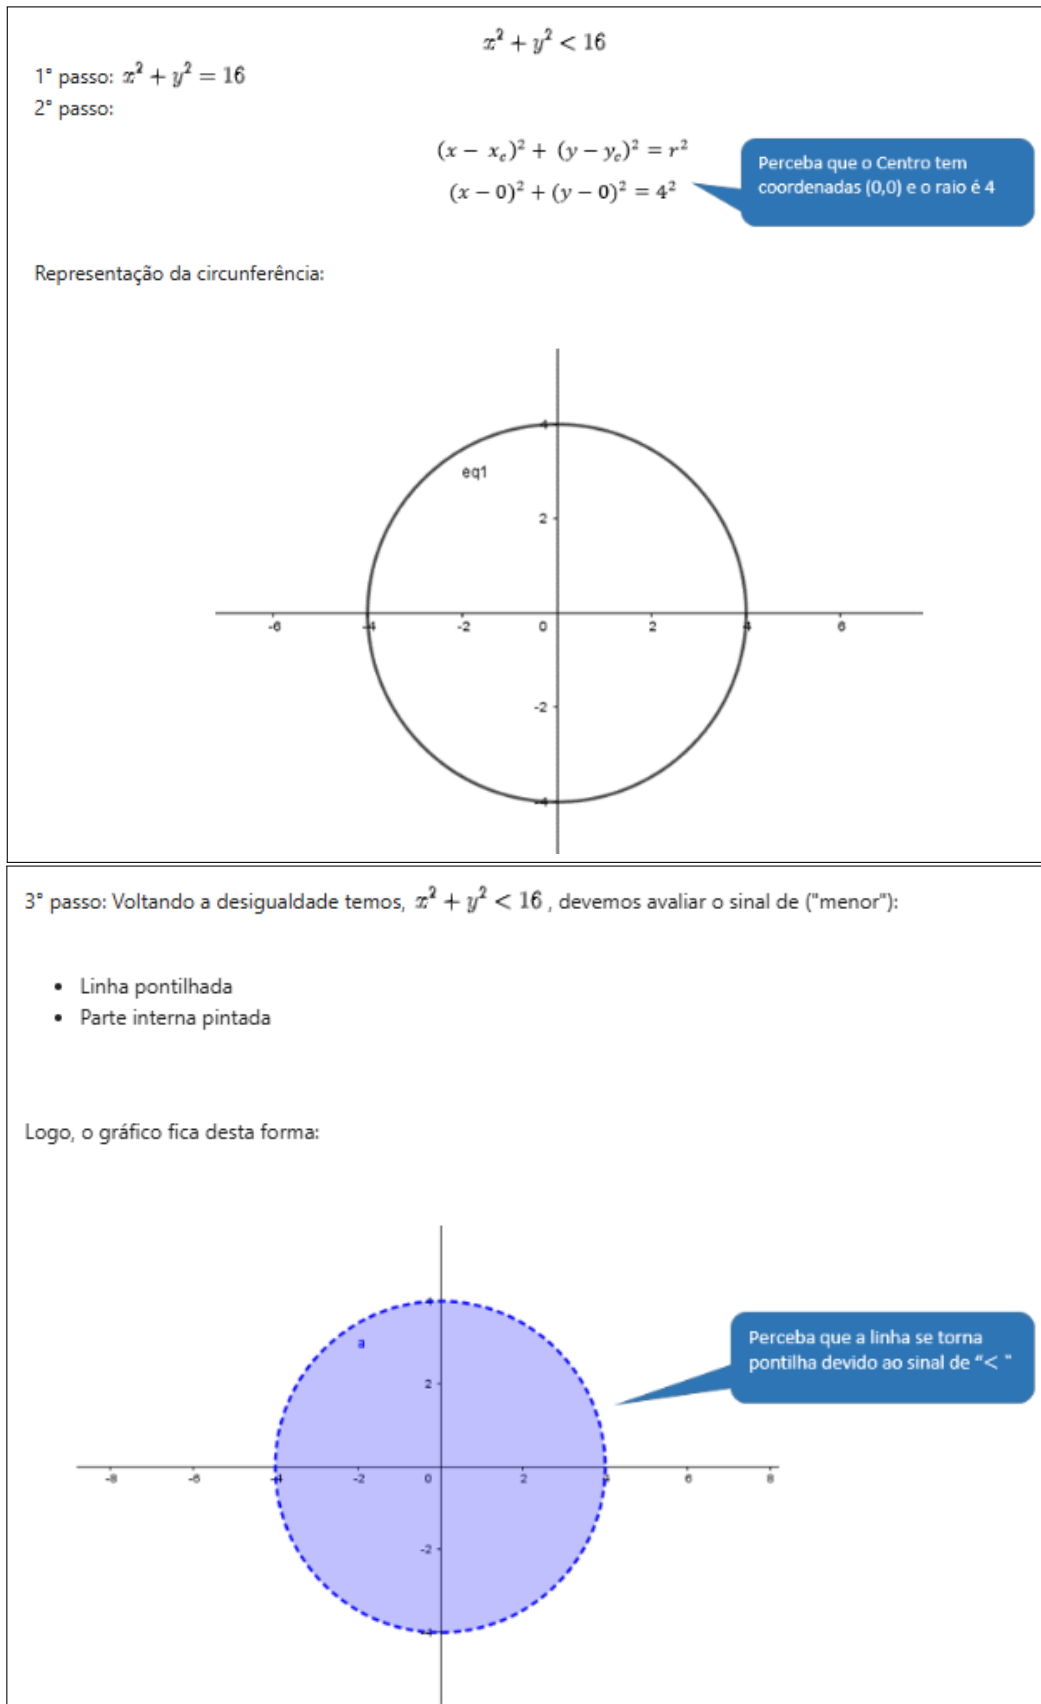 x² + y² < 16
1° passo: x² + y² = 16
2° passo:
(x − x_c)² + (y − y_c)² = r²
(x − 0)² + (y − 0)² = 4²
Perceba que o Centro tem
coordenadas (0,0) e o raio é 4
Representação da circunferência:
4
eq1
2
-6 -4 -2 0 2 4 6
-2
-4
3° passo: Voltando a desigualdade temos, x² + y² < 16 , devemos avaliar o sinal de ("menor"):
• Linha pontilhada
• Parte interna pintada
Logo, o gráfico fica desta forma:
4
a
Perceba que a linha se torna
pontilha devido ao sinal de "< "
2
-8 -6 -4 -2 0 2 4 6 8
-2
-4